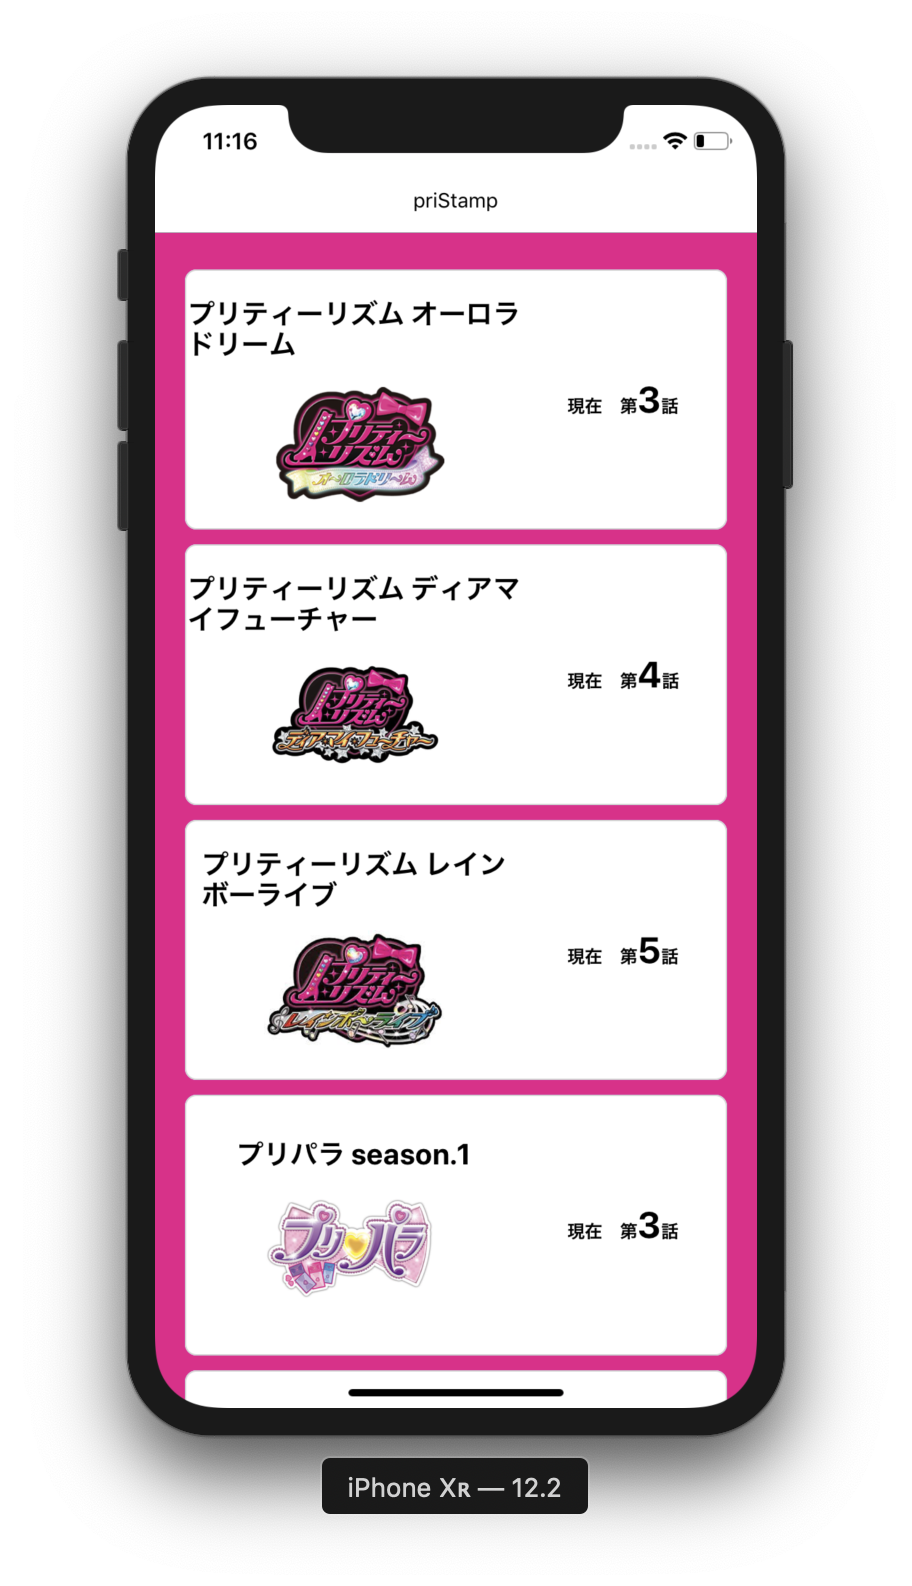 11:16
priStamp
プリティーリズム オーロラ
ドリーム
プリティー
リズム
オーロラドリーム
現在 第3話
プリティーリズム ディアマ
イフューチャー
プリティー
リズム
ディアマイフューチャー
現在 第4話
プリティーリズム レイン
ボーライブ
プリティー
リズム
レインボーライブ
現在 第5話
プリパラ season.1
プリパラ
現在 第3話
iPhone XR — 12.2